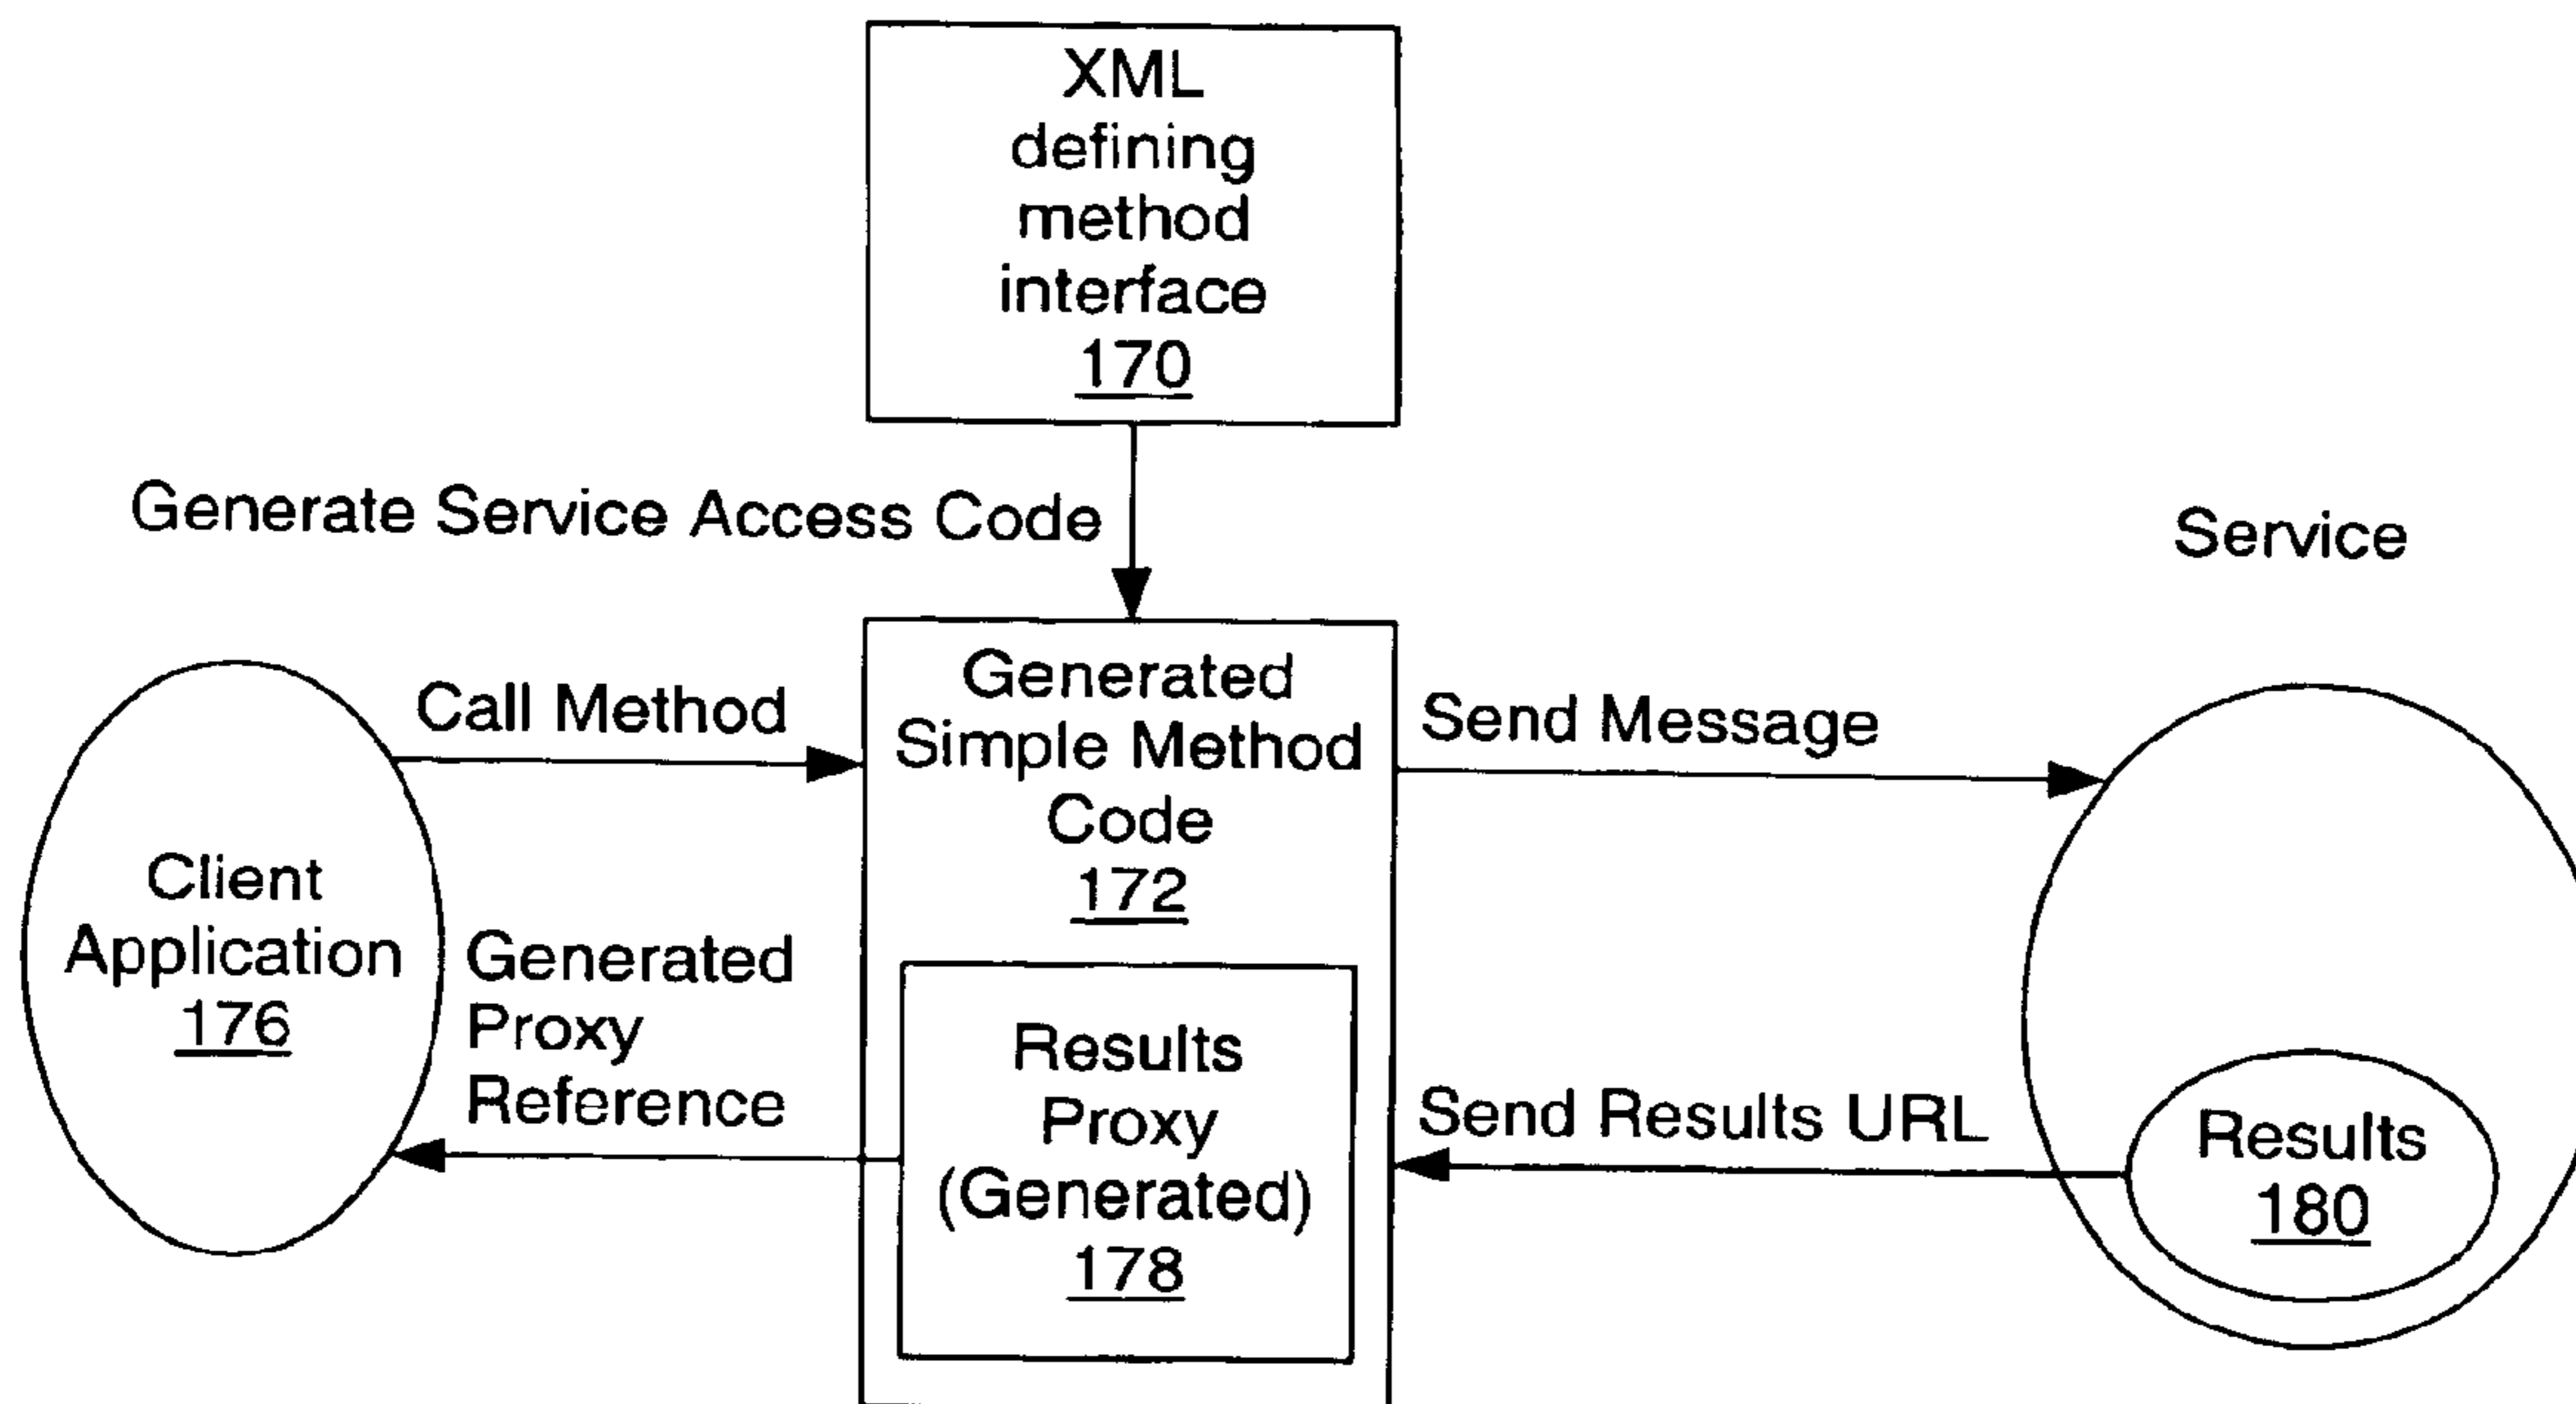 XML
defining
method
interface
170
Generate Service Access Code
Service
Call Method
Generated
Simple Method
Code
172
Send Message
Client
Application
176
Generated
Proxy
Reference
Results
Proxy
(Generated)
178
Send Results URL
Results
180